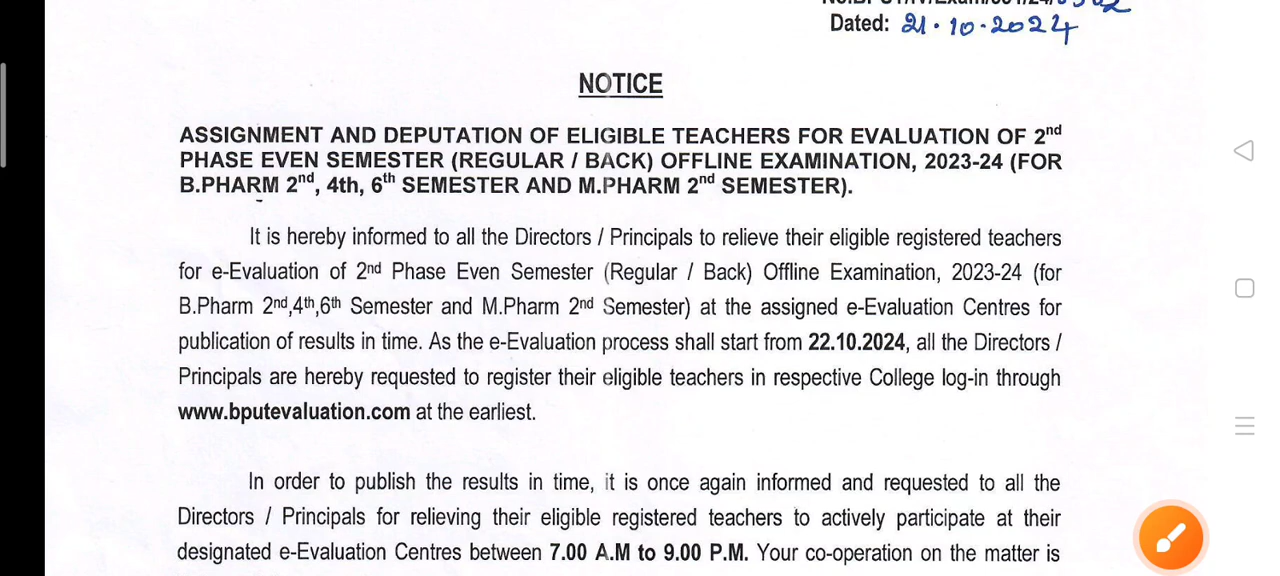 Dated: 21.10.2024
NOTICE
ASSIGNMENT AND DEPUTATION OF ELIGIBLE TEACHERS FOR EVALUATION OF 2nd
PHASE EVEN SEMESTER (REGULAR / BACK) OFFLINE EXAMINATION, 2023-24 (FOR
B.PHARM 2nd, 4th, 6th SEMESTER AND M.PHARM 2nd SEMESTER).
It is hereby informed to all the Directors / Principals to relieve their eligible registered teachers
for e-Evaluation of 2nd Phase Even Semester (Regular / Back) Offline Examination, 2023-24 (for
B.Pharm 2nd,4th,6th Semester and M.Pharm 2nd Semester) at the assigned e-Evaluation Centres for
publication of results in time. As the e-Evaluation process shall start from 22.10.2024, all the Directors /
Principals are hereby requested to register their eligible teachers in respective College log-in through
www.bputevaluation.com at the earliest.
In order to publish the results in time, it is once again informed and requested to all the
Directors / Principals for relieving their eligible registered teachers to actively participate at their
designated e-Evaluation Centres between 7.00 A.M to 9.00 P.M. Your co-operation on the matter is